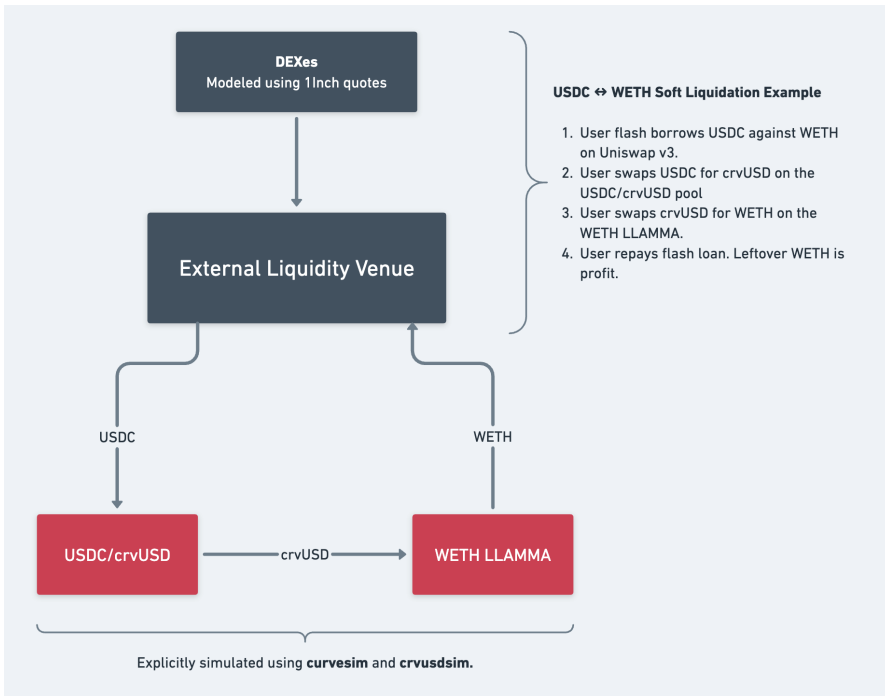 DEXes
Modeled using 1Inch quotes
External Liquidity Venue
USDC ↔ WETH Soft Liquidation Example
1. User flash borrows USDC against WETH
on Uniswap v3.
2. User swaps USDC for crvUSD on the
USDC/crvUSD pool
3. User swaps crvUSD for WETH on the
WETH LLAMMA.
4. User repays flash loan. Leftover WETH is
profit.
USDC
WETH
USDC/crvUSD
crvUSD
WETH LLAMMA
Explicitly simulated using curvesim and crvusdsim.